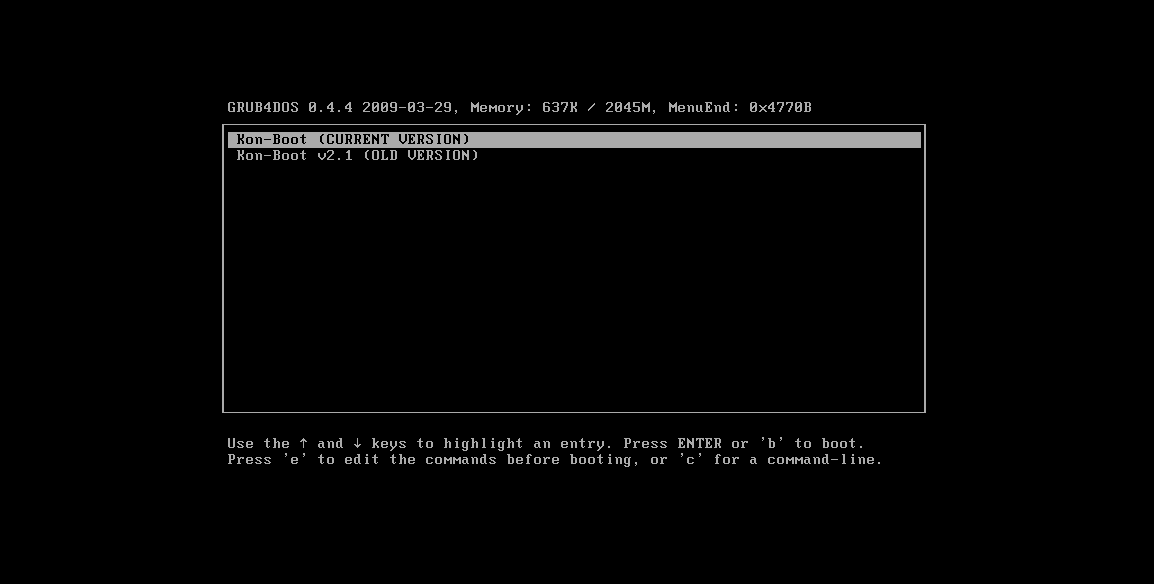 GRUB4DOS 0.4.4 2009-03-29, Memory: 637K / 2045M, MenuEnd: 0x4770B
Kon-Boot (CURRENT VERSION)
Kon-Boot v2.1 (OLD VERSION)
Use the ↑ and ↓ keys to highlight an entry. Press ENTER or 'b' to boot.
Press 'e' to edit the commands before booting, or 'c' for a command-line.